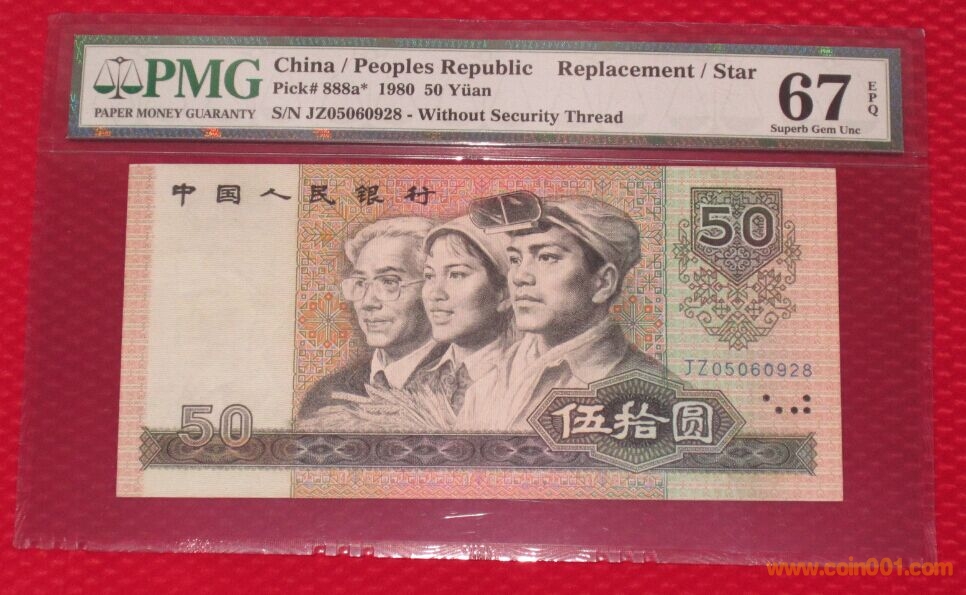 PMG
PAPER MONEY GUARANTY
China / Peoples Republic Replacement / Star
Pick# 888a* 1980 50 Yüan
S/N JZ05060928 - Without Security Thread
67
EPQ
Superb Gem Unc
中国人民银行
50
JZ05060928
50
伍拾圆
www.coin001.com